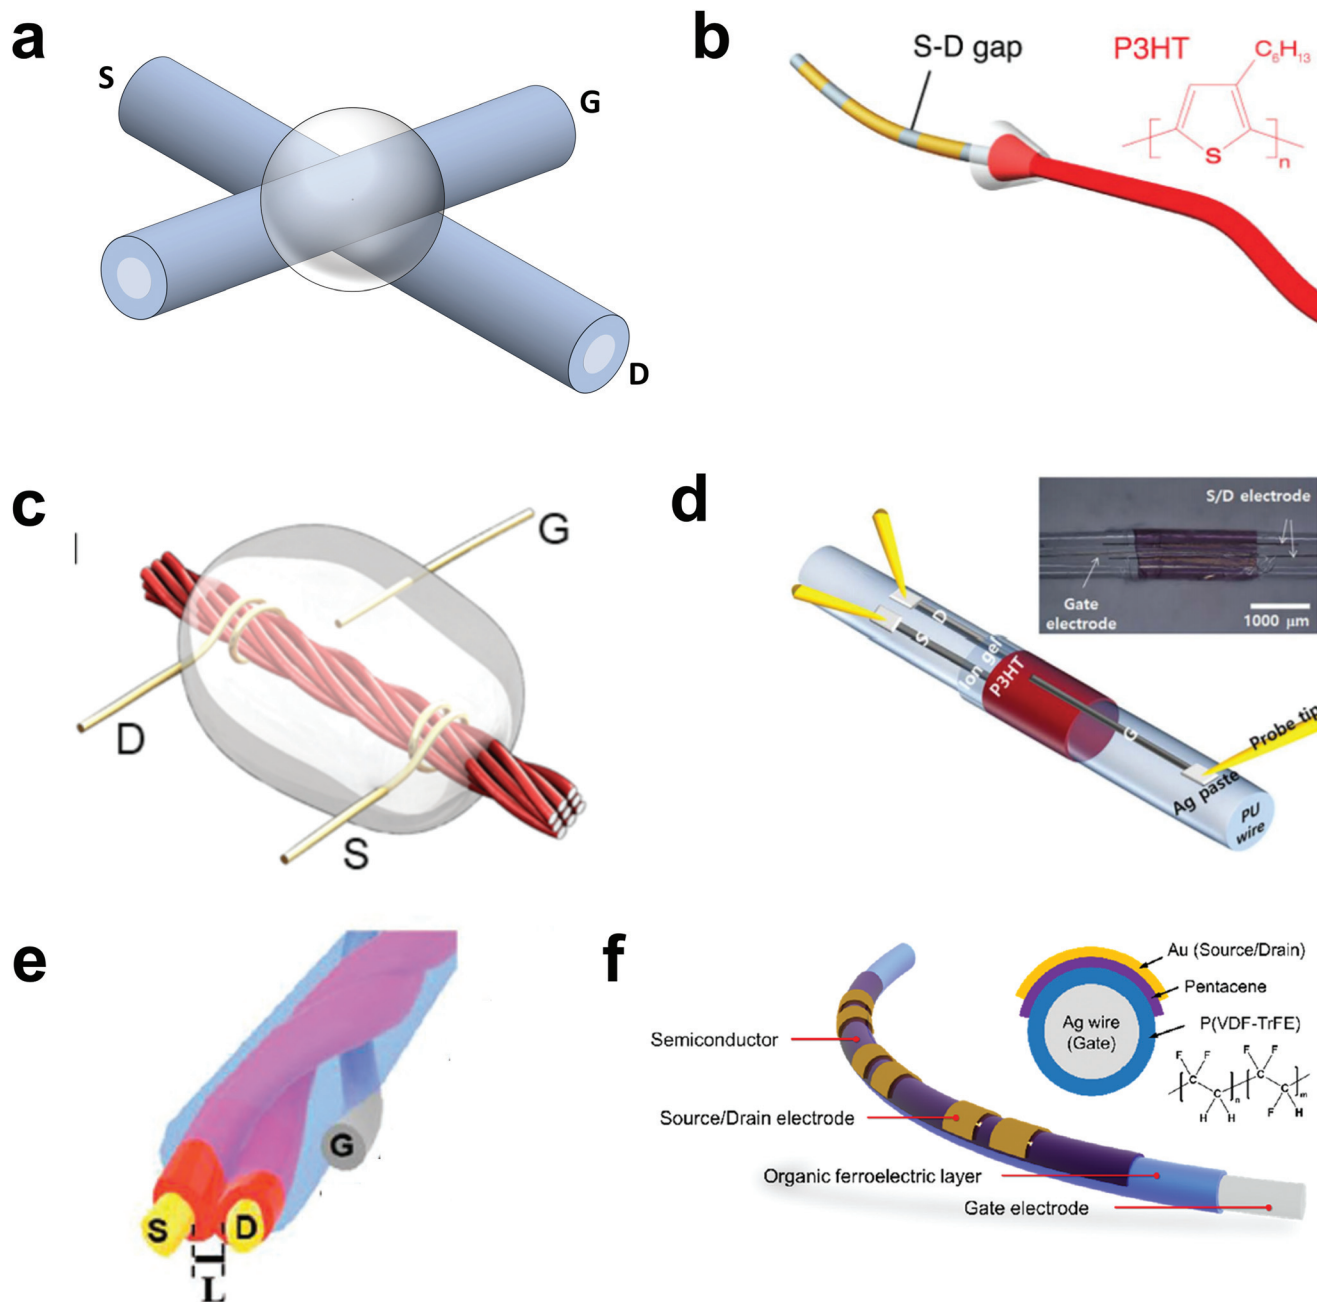 a
S
G
D
b
S-D gap
P3HT
C6H13
S
n
c
G
D
S
d
S/D electrode
Gate
electrode
1000 μm
D
S
Ion gel
P3HT
G
Probe tip
Ag paste
PU
wire
e
G
S
D
L
f
Au (Source/Drain)
Pentacene
Ag wire
(Gate)
P(VDF-TrFE)
F F F F
C C C C
n m
H H F H
Semiconductor
Source/Drain electrode
Organic ferroelectric layer
Gate electrode